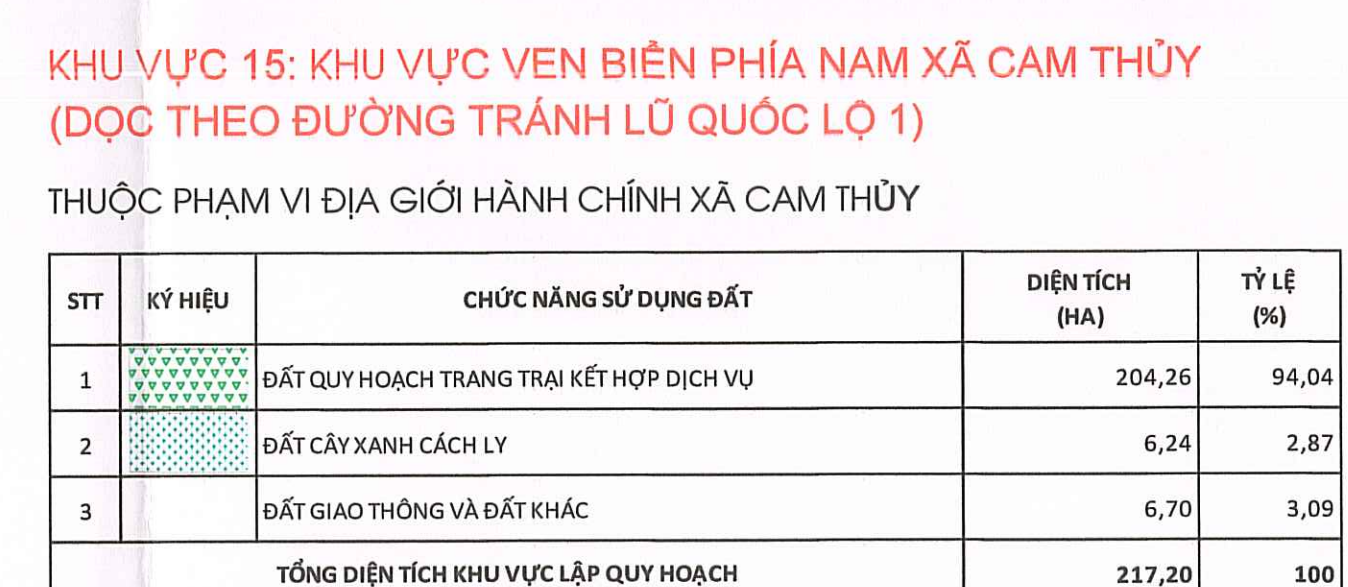 KHU VỰC 15: KHU VỰC VEN BIỂN PHÍA NAM XÃ CAM THỦY
(DỌC THEO ĐƯỜNG TRÁNH LŨ QUỐC LỘ 1)
THUỘC PHẠM VI ĐỊA GIỚI HÀNH CHÍNH XÃ CAM THỦY
STT KÝ HIỆU CHỨC NĂNG SỬ DỤNG ĐẤT DIỆN TÍCH (HA) TỶ LỆ (%)
1 ĐẤT QUY HOẠCH TRANG TRẠI KẾT HỢP DỊCH VỤ 204,26 94,04
2 ĐẤT CÂY XANH CÁCH LY 6,24 2,87
3 ĐẤT GIAO THÔNG VÀ ĐẤT KHÁC 6,70 3,09
TỔNG DIỆN TÍCH KHU VỰC LẬP QUY HOẠCH 217,20 100